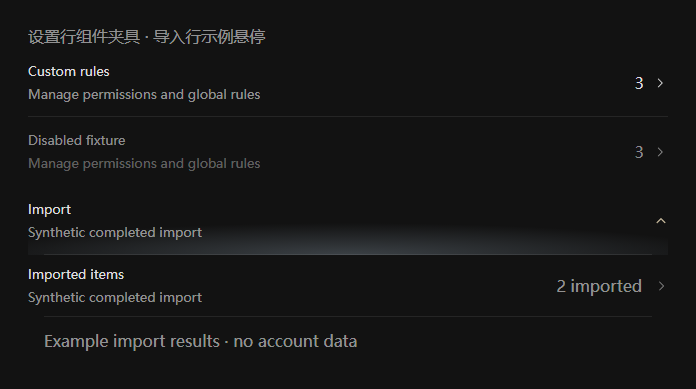 设置行组件夹具 · 导入行示例悬停
Custom rules
Manage permissions and global rules
3
Disabled fixture
Manage permissions and global rules
3
Import
Synthetic completed import
Imported items
Synthetic completed import
2 imported
Example import results · no account data